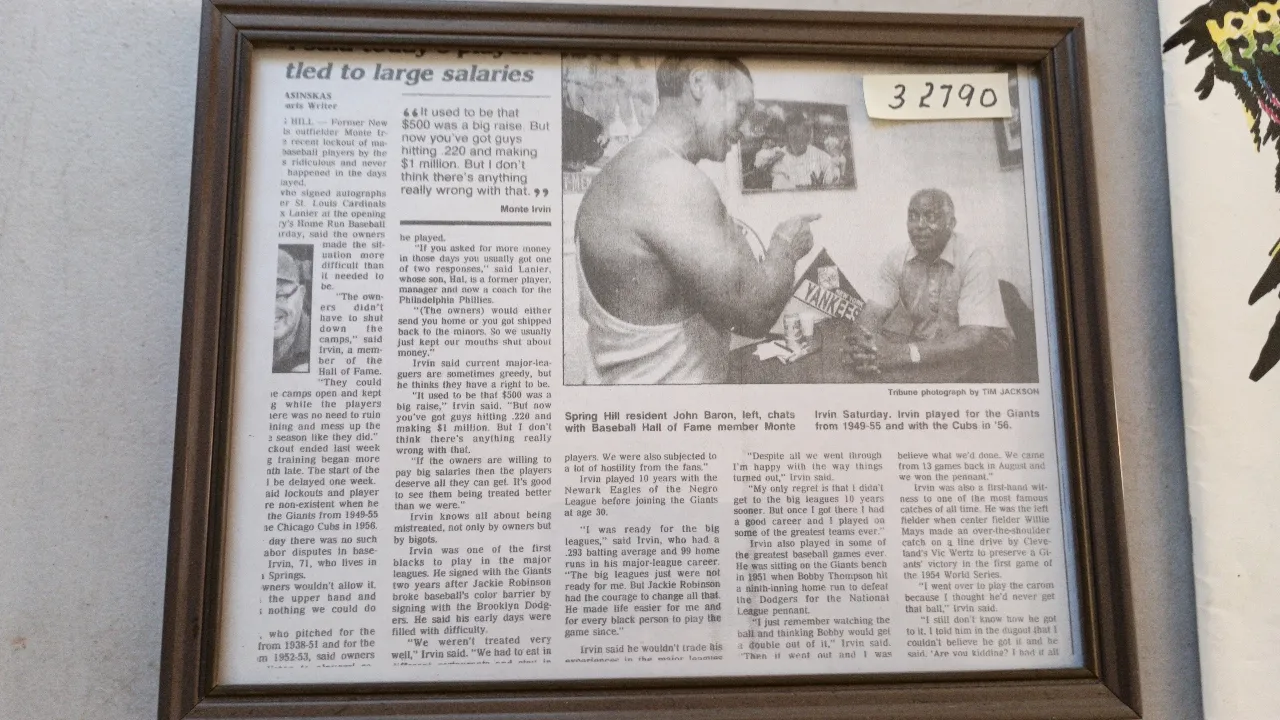 tled to large salaries
ASINSKAS
Writer
HILL — Former New
outfielder Monte Ir-
recent lockout of ma-
baseball players by the
ridiculous and never
happened in the days
ayed.
who signed autographs
er St. Louis Cardinals
x Lanier at the opening
ry's Home Run Baseball
urday, said the owners
made the sit-
uation more
difficult than
it needed to
be.
"The own-
ers didn't
have to shut
down the
camps," said
Irvin, a mem-
ber of the
Hall of Fame.
"They could
e camps open and kept
g while the players
ere was no need to ruin
ining and mess up the
season like they did."
ckout ended last week
g training began more
nth late. The start of the
l be delayed one week.
aid lockouts and player
re non-existent when he
the Giants from 1949-55
e Chicago Cubs in 1956.
day there was no such
abor disputes in base-
Irvin, 71, who lives in
Springs.
owners wouldn't allow it.
the upper hand and
nothing we could do
, who pitched for the
from 1938-51 and for the
m 1952-53, said owners
“It used to be that
$500 was a big raise. But
now you've got guys
hitting .220 and making
$1 million. But I don't
think there's anything
really wrong with that.”
Monte Irvin
he played.
"If you asked for more money
in those days you usually got one
of two responses," said Lanier,
whose son, Hal, is a former player,
manager and now a coach for the
Philadelphia Phillies.
"(The owners) would either
send you home or you got shipped
back to the minors. So we usually
just kept our mouths shut about
money."
Irvin said current major-lea-
guers are sometimes greedy, but
he thinks they have a right to be.
"It used to be that $500 was a
big raise," Irvin said. "But now
you've got guys hitting .220 and
making $1 million. But I don't
think there's anything really
wrong with that.
"If the owners are willing to
pay big salaries then the players
deserve all they can get. It's good
to see them being treated better
than we were."
Irvin knows all about being
mistreated, not only by owners but
by bigots.
Irvin was one of the first
blacks to play in the major
leagues. He signed with the Giants
two years after Jackie Robinson
broke baseball's color barrier by
signing with the Brooklyn Dodg-
ers. He said his early days were
filled with difficulty.
"We weren't treated very
well," Irvin said. "We had to eat in
32790
YANKEES
Tribune photograph by TIM JACKSON
Spring Hill resident John Baron, left, chats
with Baseball Hall of Fame member Monte
Irvin Saturday. Irvin played for the Giants
from 1949-55 and with the Cubs in '56.
players. We were also subjected to
a lot of hostility from the fans."
Irvin played 10 years with the
Newark Eagles of the Negro
League before joining the Giants
at age 30.
"I was ready for the big
leagues," said Irvin, who had a
.293 batting average and 99 home
runs in his major-league career.
"The big leagues just were not
ready for me. But Jackie Robinson
had the courage to change all that.
He made life easier for me and
for every black person to play the
game since."
Irvin said he wouldn't trade his
experiences in the major leagues
"Despite all we went through
I'm happy with the way things
turned out," Irvin said.
"My only regret is that I didn't
get to the big leagues 10 years
sooner. But once I got there I had
a good career and I played on
some of the greatest teams ever."
Irvin also played in some of
the greatest baseball games ever.
He was sitting on the Giants bench
in 1951 when Bobby Thompson hit
a ninth-inning home run to defeat
the Dodgers for the National
League pennant.
"I just remember watching the
ball and thinking Bobby would get
a double out of it," Irvin said.
"Then it went out and I was
believe what we'd done. We came
from 13 games back in August and
we won the pennant."
Irvin was also a first-hand wit-
ness to one of the most famous
catches of all time. He was the left
fielder when center fielder Willie
Mays made an over-the-shoulder
catch on a line drive by Cleve-
land's Vic Wertz to preserve a Gi-
ants' victory in the first game of
the 1954 World Series.
"I went over to play the carom
because I thought he'd never get
that ball," Irvin said.
"I still don't know how he got
to it. I told him in the dugout that I
couldn't believe he got it and he
said, 'Are you kidding? I had it all